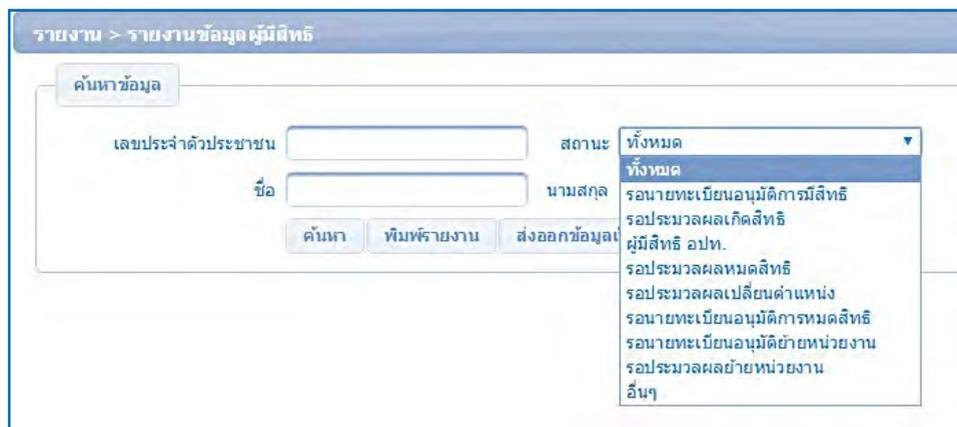 รายงาน > รายงานข้อมูลผู้มีสิทธิ
ค้นหาข้อมูล
เลขประจำตัวประชาชน
สถานะ ทั้งหมด
ชื่อ
นามสกุล
ค้นหา พิมพ์รายงาน ส่งออกข้อมูล
ทั้งหมด
รอนายทะเบียนอนุมัติการมีสิทธิ
รอประมวลผลเกิดสิทธิ
ผู้มีสิทธิ อปท.
รอประมวลผลหมดสิทธิ
รอประมวลผลเปลี่ยนตำแหน่ง
รอนายทะเบียนอนุมัติการหมดสิทธิ
รอนายทะเบียนอนุมัติย้ายหน่วยงาน
รอประมวลผลย้ายหน่วยงาน
อื่นๆ